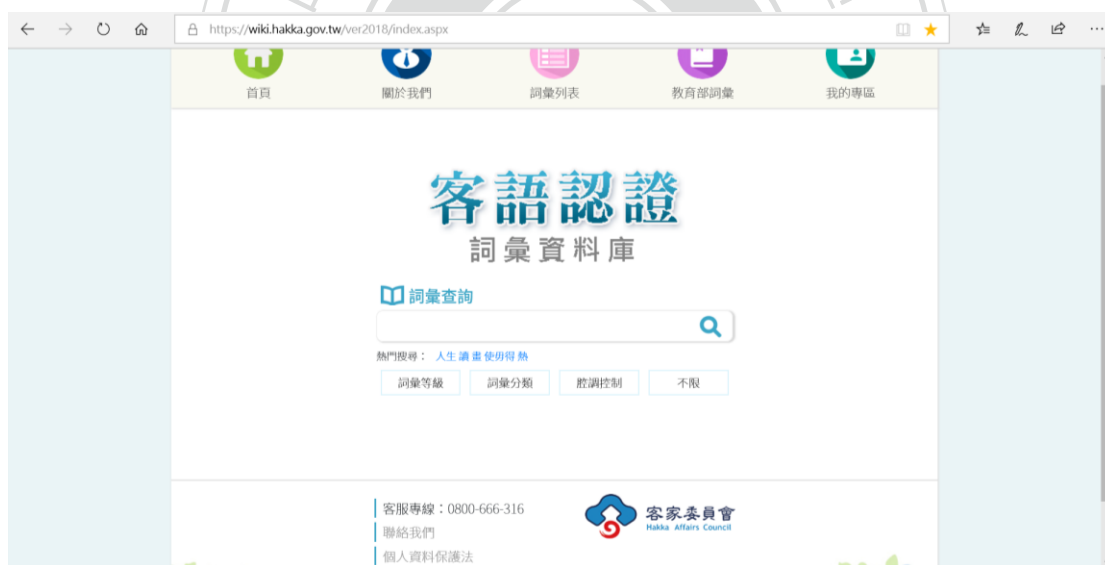 https://wiki.hakka.gov.tw/ver2018/index.aspx
首頁 關於我們 詞彙列表 教育部詞彙 我的專區
客語認證
詞彙資料庫
詞彙查詢
熱門搜尋： 人生 讀 畫 使毋得 熱
詞彙等級 詞彙分類 腔調控制 不限
客服專線：0800-666-316
聯絡我們
個人資料保護法
客家委員會
Hakka Affairs Council